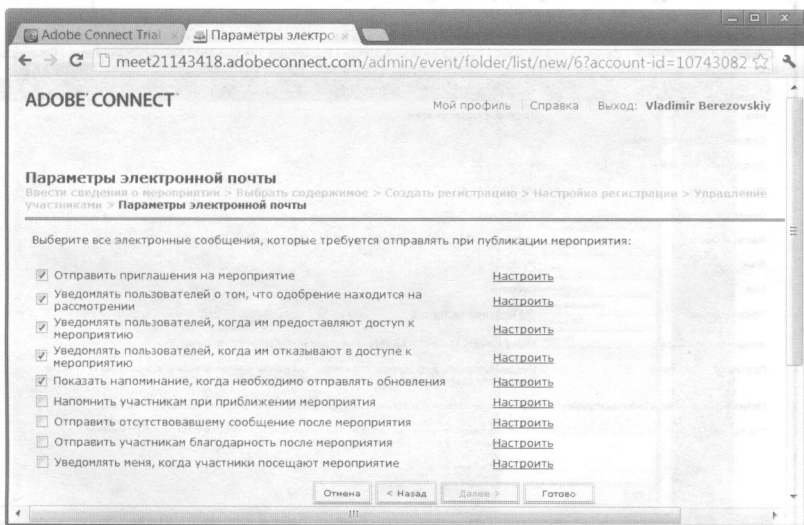 Adobe Connect Trial
Параметры электро
meet21143418.adobeconnect.com/admin/event/folder/list/new/6?account-id=10743082
ADOBE CONNECT
Мой профиль | Справка | Выход: Vladimir Berezovskiy
Параметры электронной почты
Ввести сведения о мероприятии > Выбрать содержимое > Создать регистрацию > Настройка регистрации > Управление
участниками > Параметры электронной почты
Выберите все электронные сообщения, которые требуется отправлять при публикации мероприятия:
Отправить приглашения на мероприятие Настроить
Уведомлять пользователей о том, что одобрение находится на
рассмотрении Настроить
Уведомлять пользователей, когда им предоставляют доступ к
мероприятию Настроить
Уведомлять пользователей, когда им отказывают в доступе к
мероприятию Настроить
Показать напоминание, когда необходимо отправлять обновления Настроить
Напомнить участникам при приближении мероприятия Настроить
Отправить отсутствовавшему сообщение после мероприятия Настроить
Отправить участникам благодарность после мероприятия Настроить
Уведомлять меня, когда участники посещают мероприятие Настроить
Отмена < Назад Далее > Готово